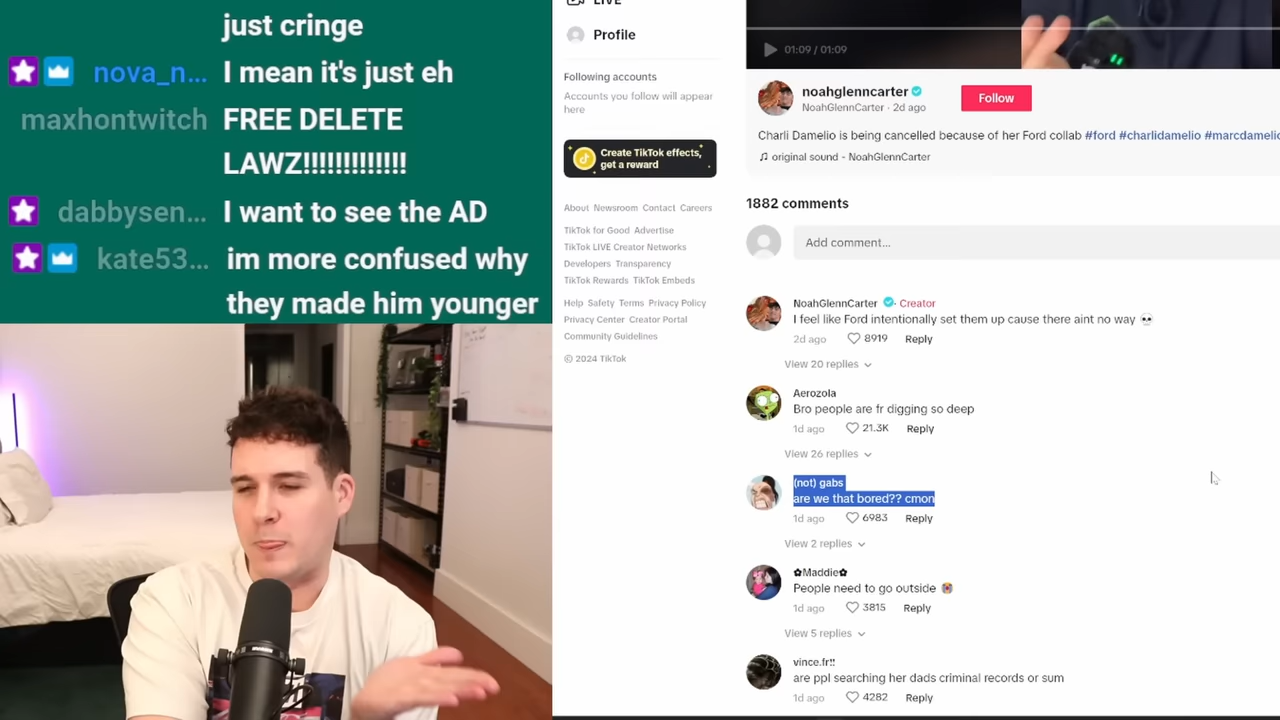 just cringe
nova_n... I mean it's just eh
maxhontwitch FREE DELETE
LAWZ!!!!!!!!!!!!!
dabbysen... I want to see the AD
kate53... im more confused why
they made him younger
LIVE
Profile
Following accounts
Accounts you follow will appear
here
Create TikTok effects,
get a reward
About Newsroom Contact Careers
TikTok for Good Advertise
TikTok LIVE Creator Networks
Developers Transparency
TikTok Rewards TikTok Embeds
Help Safety Terms Privacy Policy
Privacy Center Creator Portal
Community Guidelines
© 2024 TikTok
01:09 / 01:09
noahglenncarter
NoahGlennCarter · 2d ago
Follow
Charli Damelio is being cancelled because of her Ford collab #ford #charlidamelio #marcdamelio
♫ original sound - NoahGlennCarter
1882 comments
Add comment...
NoahGlennCarter · Creator
I feel like Ford intentionally set them up cause there aint no way 💀
2d ago 8919 Reply
View 20 replies
Aerozola
Bro people are fr digging so deep
1d ago 21.3K Reply
View 26 replies
(not) gabs
are we that bored?? cmon
1d ago 6983 Reply
View 2 replies
✿Maddie✿
People need to go outside 😭
1d ago 3815 Reply
View 5 replies
vince.fr!!
are ppl searching her dads criminal records or sum
1d ago 4282 Reply